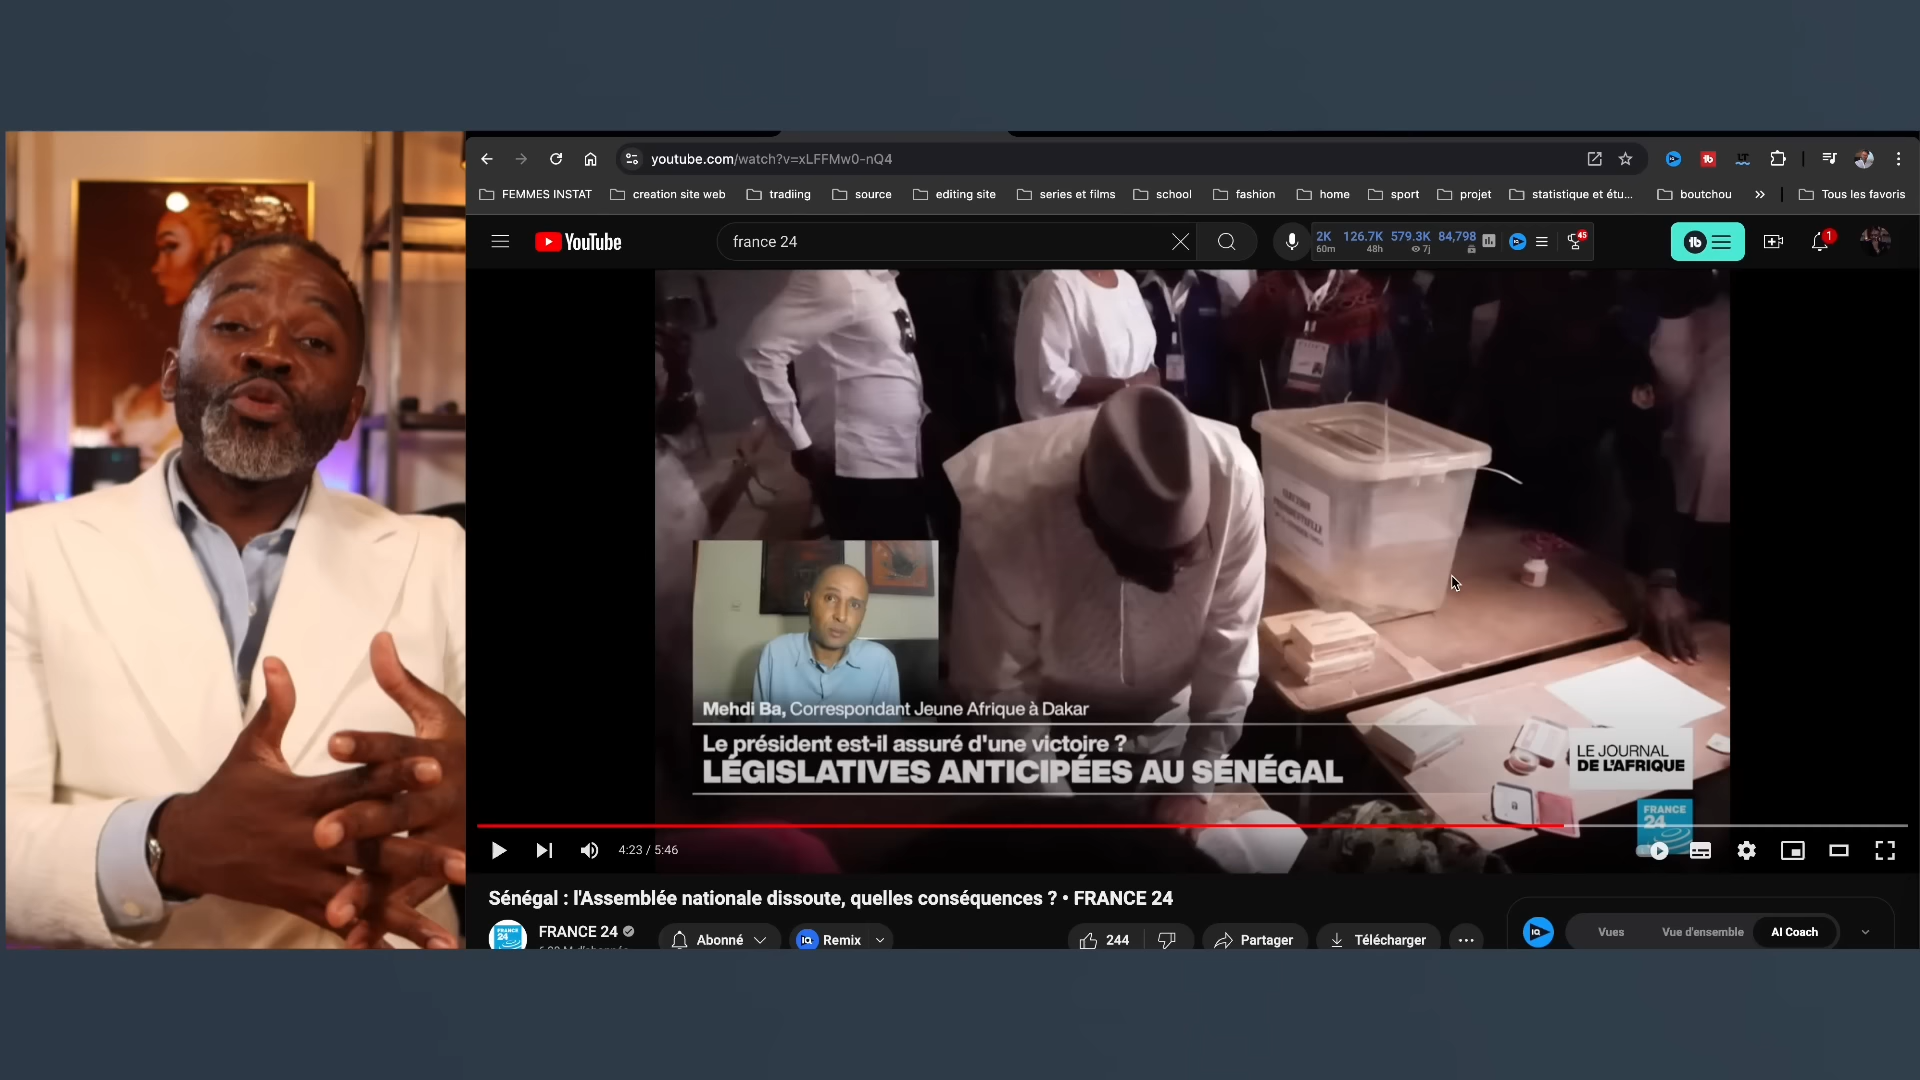 youtube.com/watch?v=xLFFMw0-nQ4
FEMMES INSTAT creation site web tradiing source editing site series et films school fashion home sport projet statistique et étu... boutchou » Tous les favoris
YouTube
france 24
2K 126.7K 579.3K 84,798
60m 48h 7j
45
1
Mehdi Ba, Correspondant Jeune Afrique à Dakar
Le président est-il assuré d'une victoire ?
LÉGISLATIVES ANTICIPÉES AU SÉNÉGAL
LE JOURNAL
DE L'AFRIQUE
FRANCE
24
4:23 / 5:46
Sénégal : l'Assemblée nationale dissoute, quelles conséquences ? • FRANCE 24
FRANCE 24
Abonné
Remix
244
Partager
Télécharger
Vues
Vue d'ensemble
AI Coach